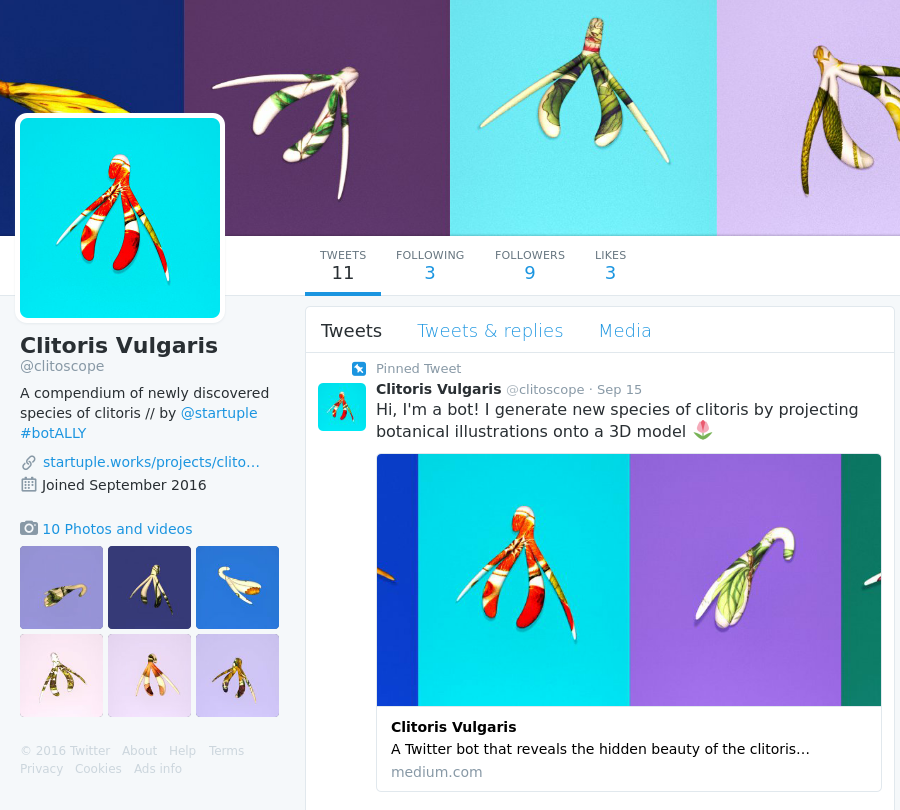 TWEETS FOLLOWING FOLLOWERS LIKES
11 3 9 3
Clitoris Vulgaris
@clitoscope
A compendium of newly discovered
species of clitoris // by @startuple
#botALLY
startuple.works/projects/clito…
Joined September 2016
10 Photos and videos
© 2016 Twitter About Help Terms
Privacy Cookies Ads info
Tweets Tweets & replies Media
Pinned Tweet
Clitoris Vulgaris @clitoscope · Sep 15
Hi, I'm a bot! I generate new species of clitoris by projecting
botanical illustrations onto a 3D model 🌷
Clitoris Vulgaris
A Twitter bot that reveals the hidden beauty of the clitoris…
medium.com